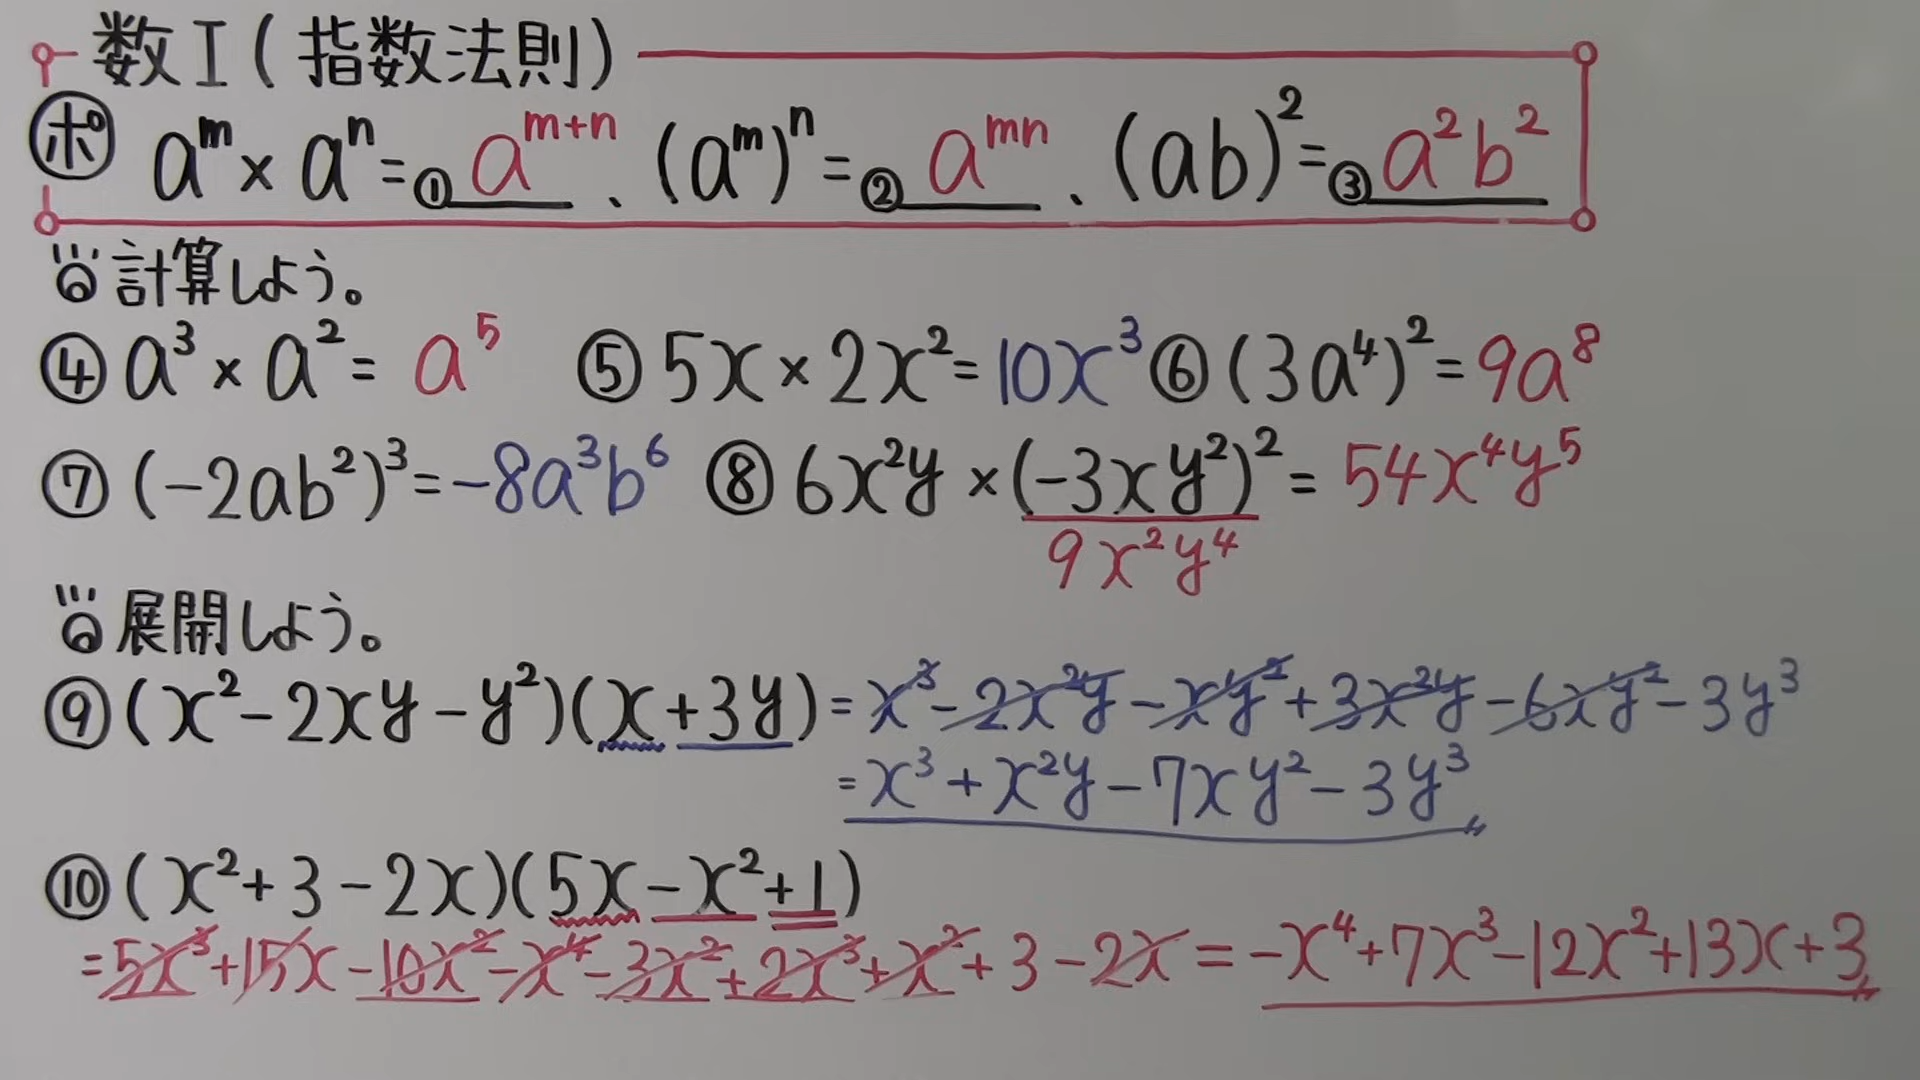 数I(指数法則)
ポ aᵐ×aⁿ=①aᵐ⁺ⁿ、(aᵐ)ⁿ=②aᵐⁿ、(ab)²=③a²b²
計算しよう。
④a³×a²=a⁵ ⑤5x×2x²=10x³ ⑥(3a⁴)²=9a⁸
⑦(-2ab²)³=-8a³b⁶ ⑧6x²y×(-3xy²)²=54x⁴y⁵
9x²y⁴
展開しよう。
⑨(x²-2xy-y²)(x+3y)=x³-2x²y-xy²+3x²y-6xy²-3y³
=x³+x²y-7xy²-3y³
⑩(x²+3-2x)(5x-x²+1)
=5x³+15x-10x²-x⁴-3x²+2x³+x²+3-2x=-x⁴+7x³-12x²+13x+3